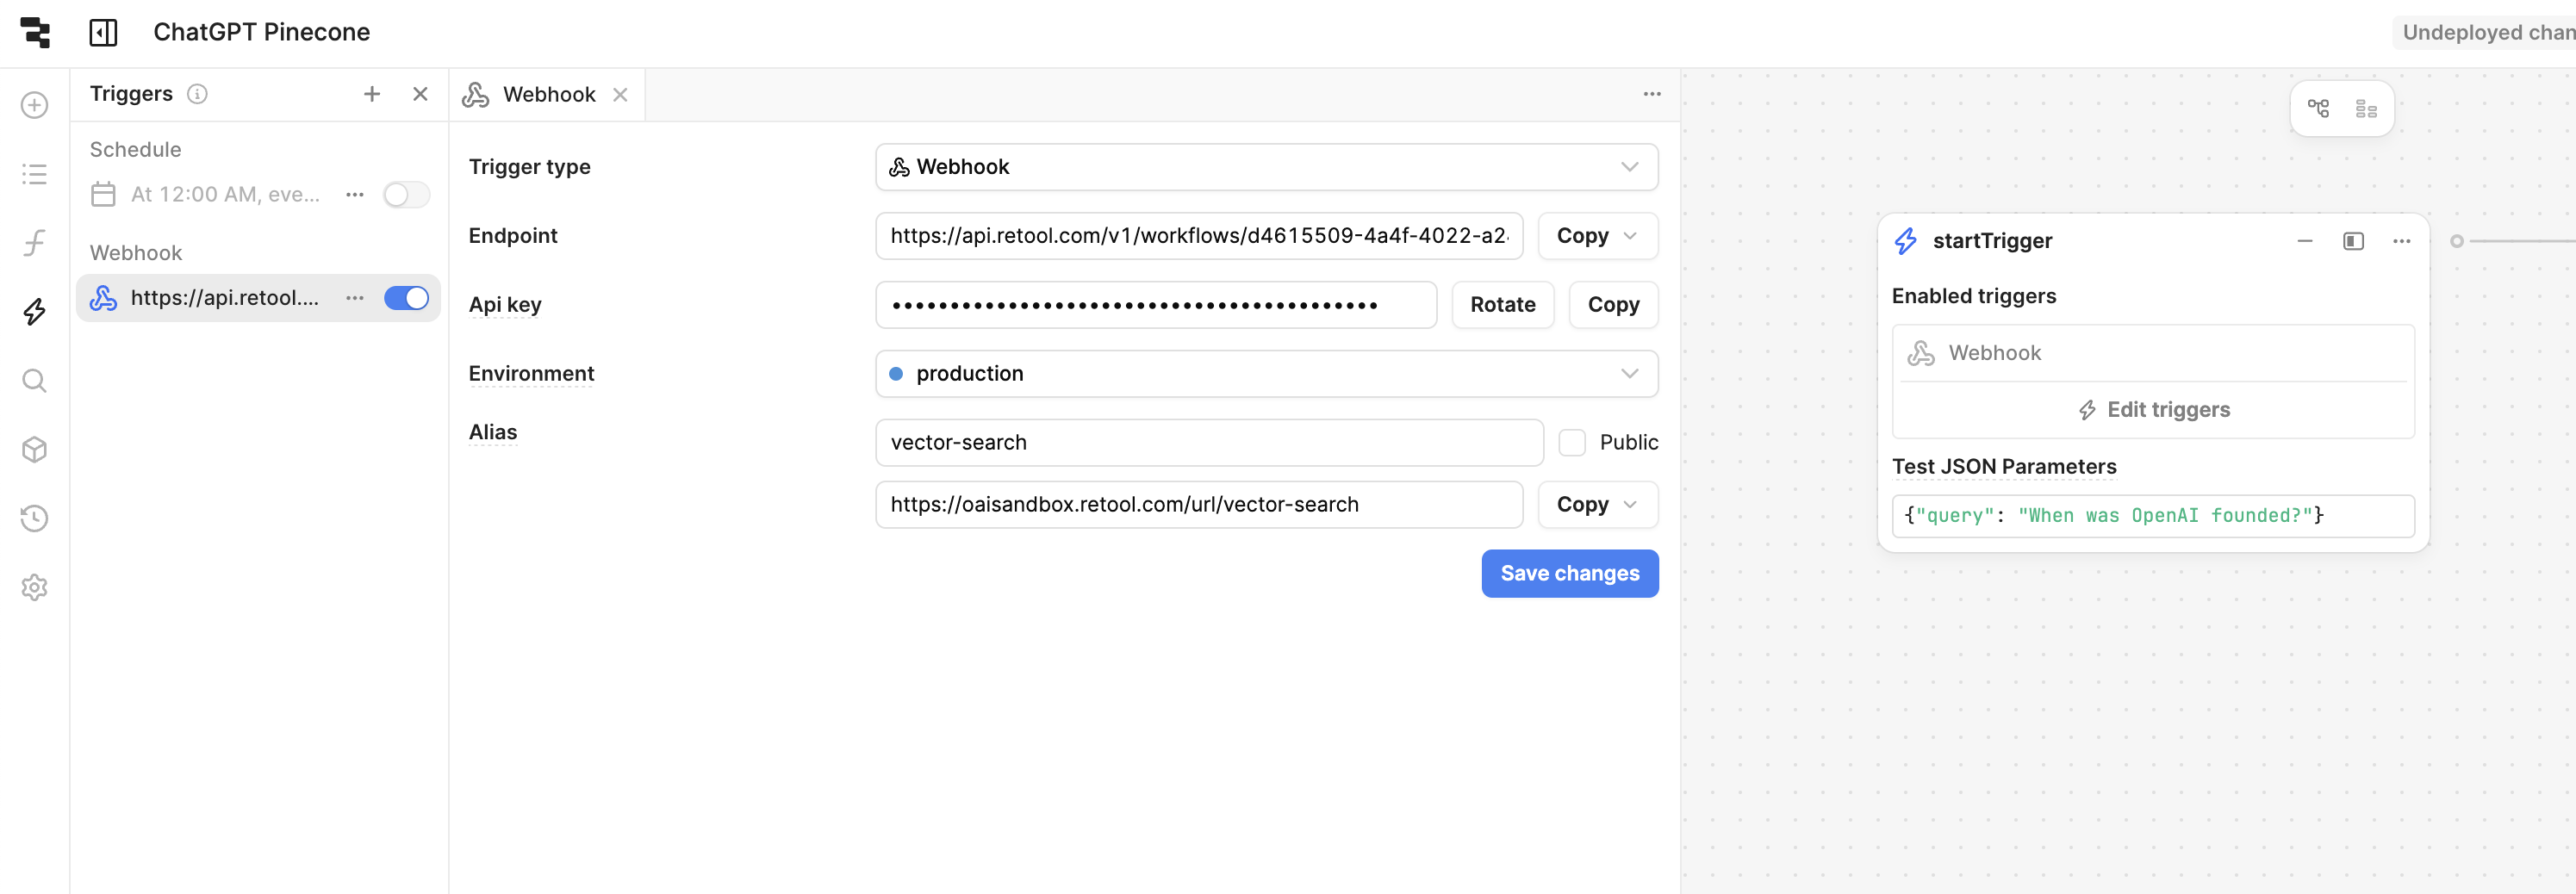 ChatGPT Pinecone
Undeployed chan
Triggers
Schedule
At 12:00 AM, eve...
Webhook
https://api.retool....
Webhook
Trigger type
Webhook
Endpoint
https://api.retool.com/v1/workflows/d4615509-4a4f-4022-a2
Copy
Api key
Rotate
Copy
Environment
production
Alias
vector-search
Public
https://oaisandbox.retool.com/url/vector-search
Copy
Save changes
startTrigger
Enabled triggers
Webhook
Edit triggers
Test JSON Parameters
{"query": "When was OpenAI founded?"}